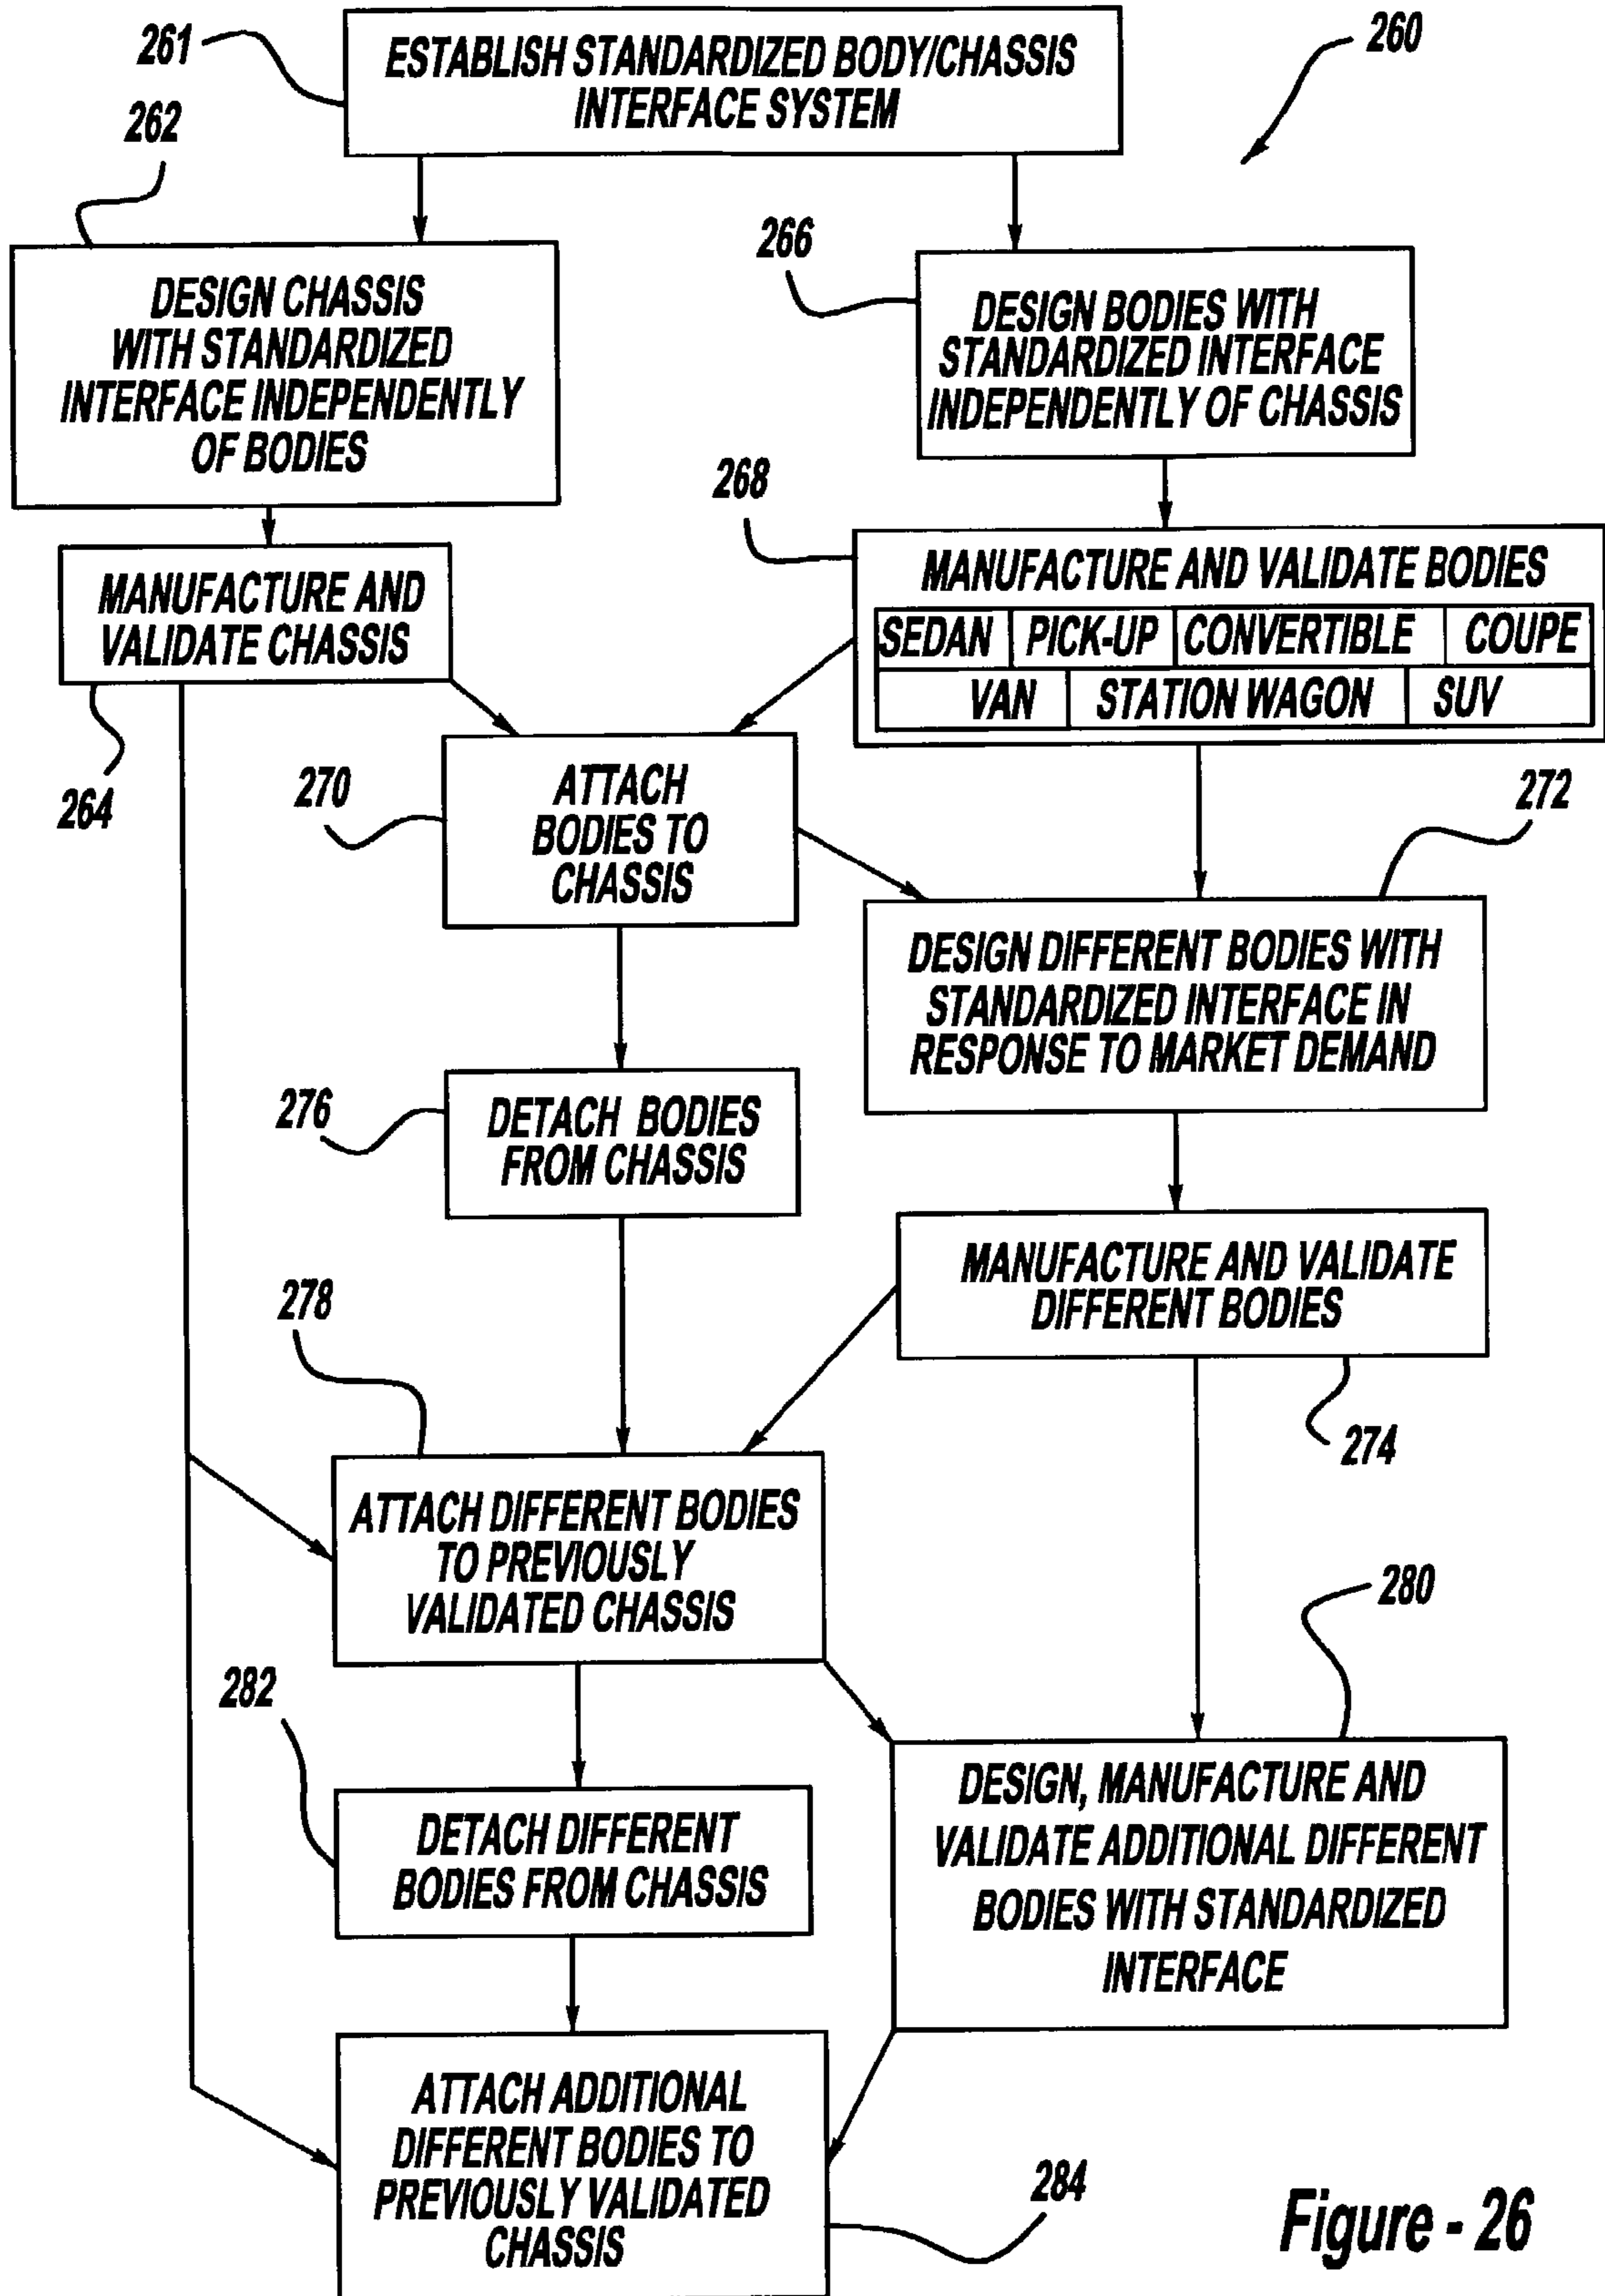 261
ESTABLISH STANDARDIZED BODY/CHASSIS
INTERFACE SYSTEM
260
262
DESIGN CHASSIS
WITH STANDARDIZED
INTERFACE INDEPENDENTLY
OF BODIES
266
DESIGN BODIES WITH
STANDARDIZED INTERFACE
INDEPENDENTLY OF CHASSIS
268
MANUFACTURE AND
VALIDATE CHASSIS
264
MANUFACTURE AND VALIDATE BODIES
SEDAN PICK-UP CONVERTIBLE COUPE
VAN STATION WAGON SUV
270
ATTACH
BODIES TO
CHASSIS
272
DESIGN DIFFERENT BODIES WITH
STANDARDIZED INTERFACE IN
RESPONSE TO MARKET DEMAND
276
DETACH BODIES
FROM CHASSIS
MANUFACTURE AND VALIDATE
DIFFERENT BODIES
274
278
ATTACH DIFFERENT BODIES
TO PREVIOUSLY
VALIDATED CHASSIS
280
282
DETACH DIFFERENT
BODIES FROM CHASSIS
DESIGN, MANUFACTURE AND
VALIDATE ADDITIONAL DIFFERENT
BODIES WITH STANDARDIZED
INTERFACE
ATTACH ADDITIONAL
DIFFERENT BODIES TO
PREVIOUSLY VALIDATED
CHASSIS
284
Figure - 26